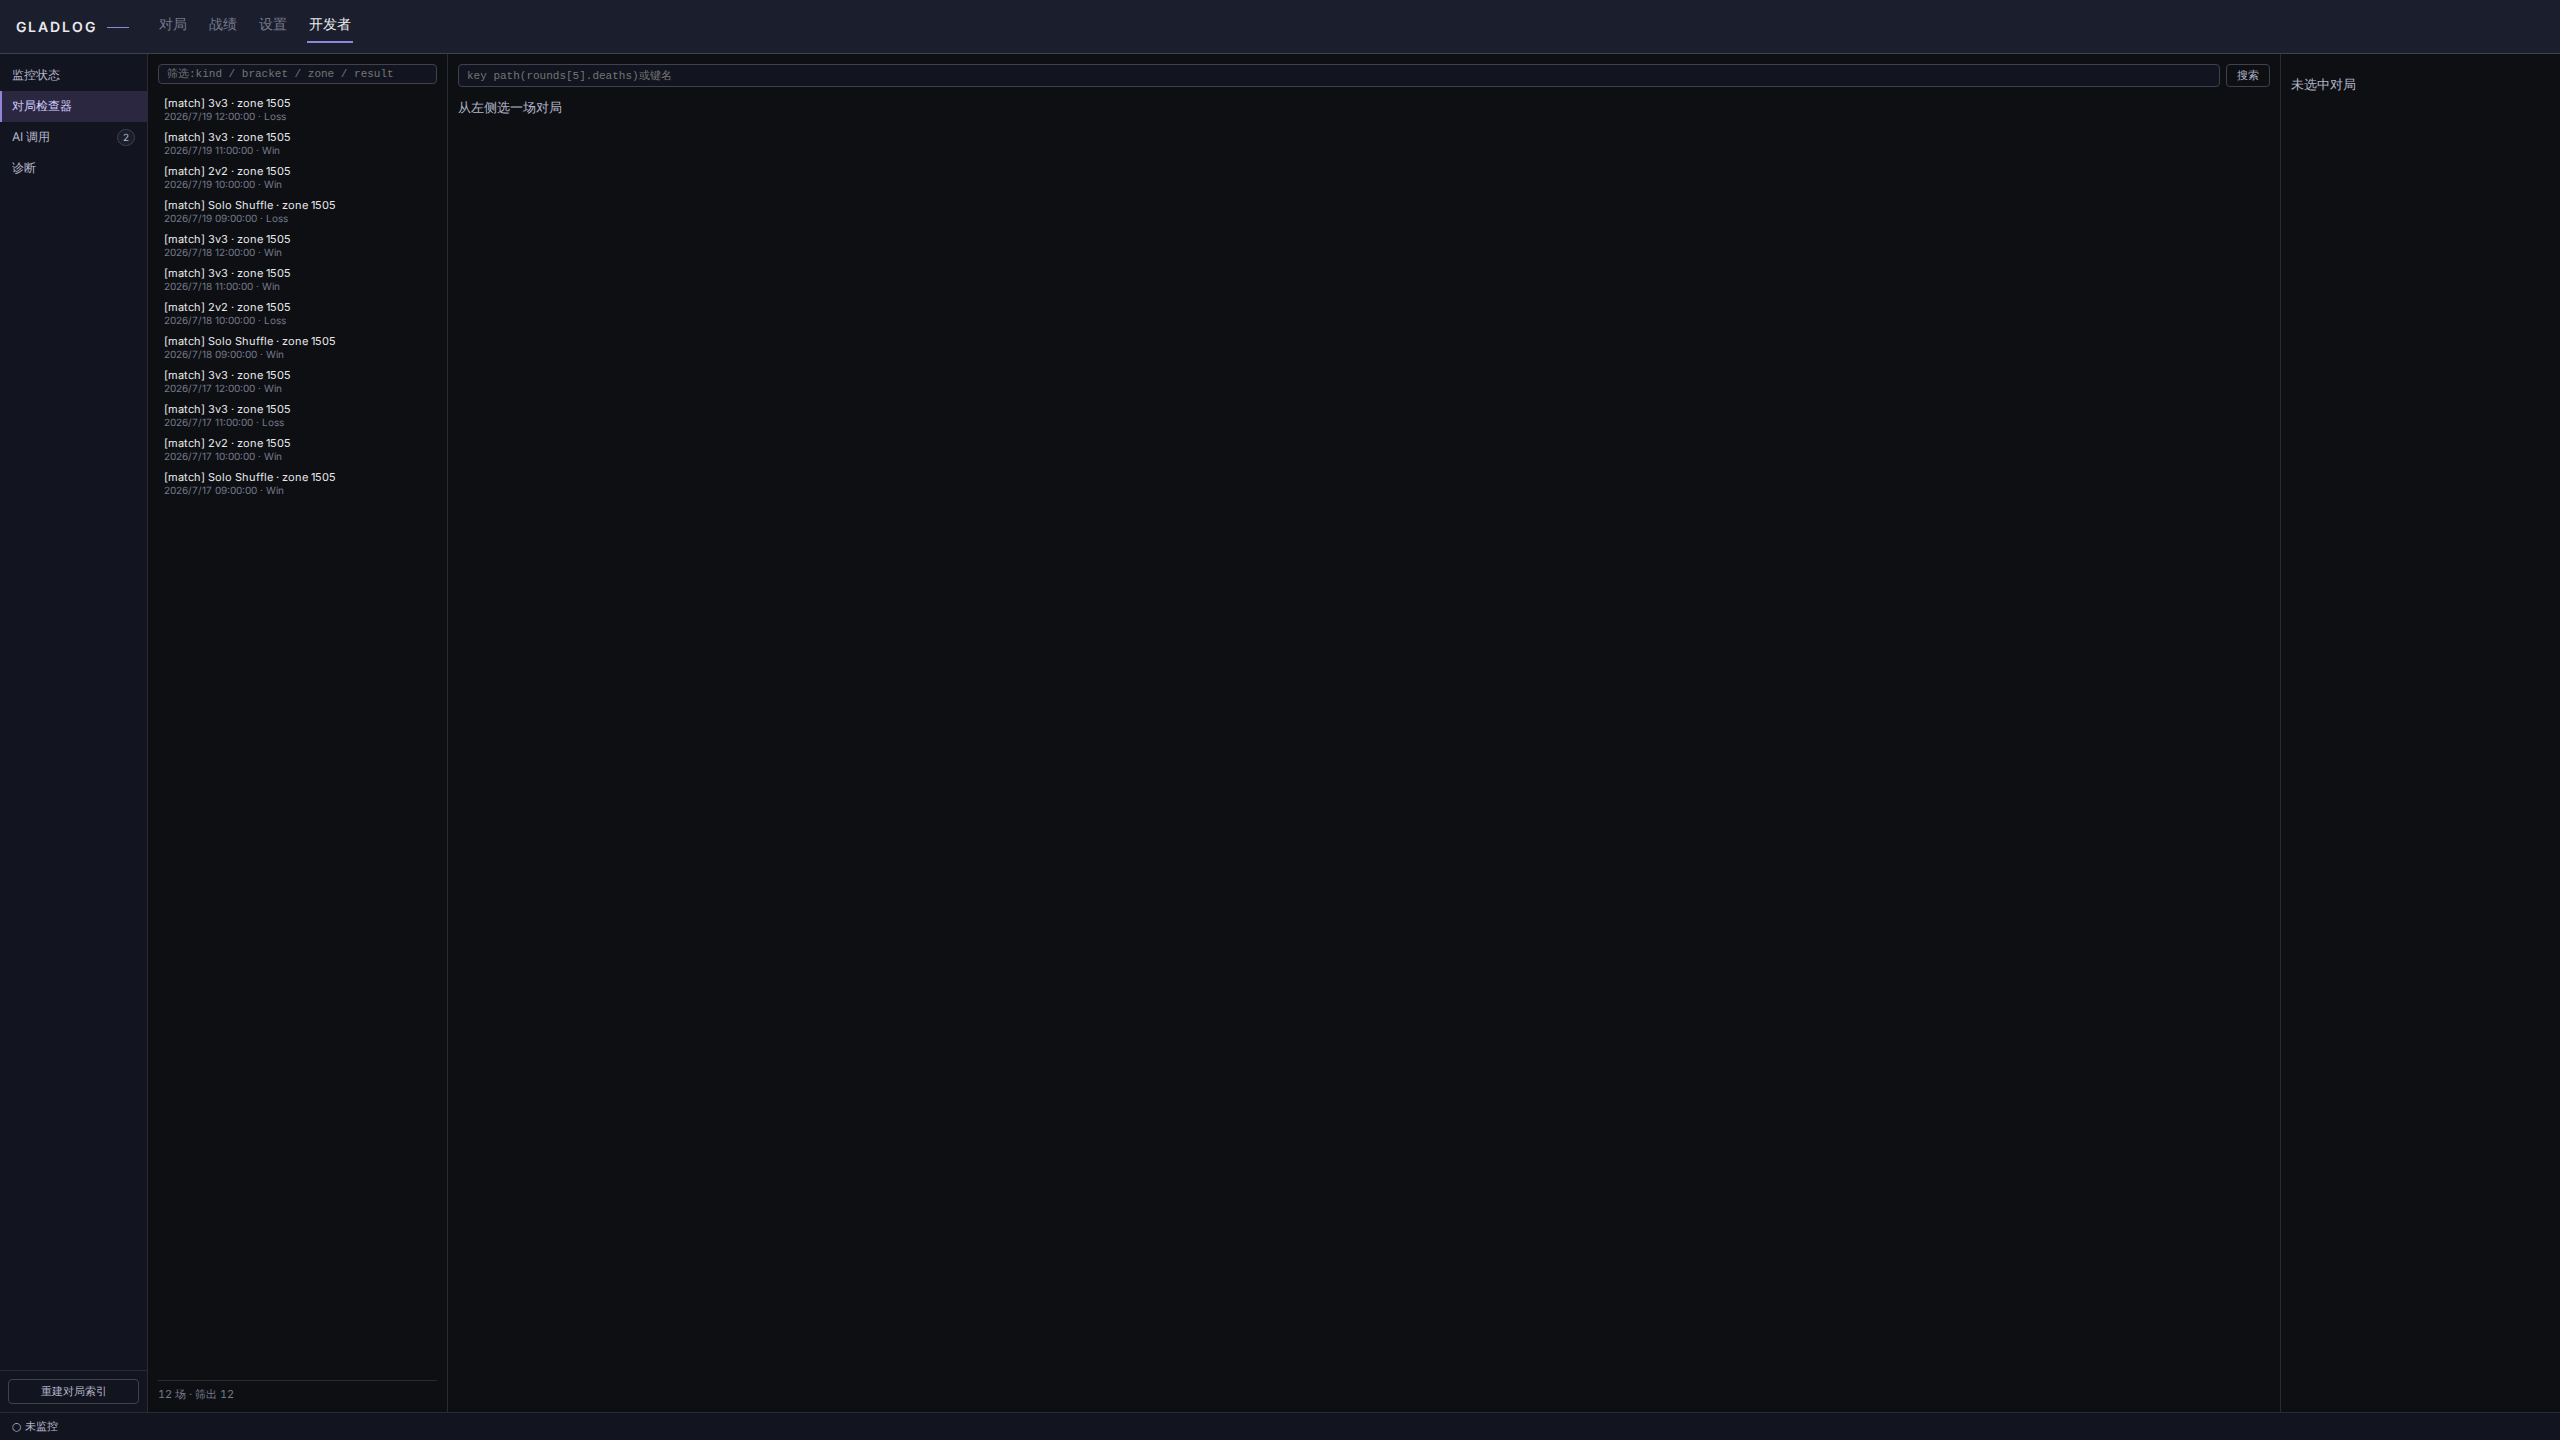 GLADLOG
对局 战绩 设置 开发者
监控状态
对局检查器
AI 调用 2
诊断
筛选:kind / bracket / zone / result
[match] 3v3 · zone 1505
2026/7/19 12:00:00 · Loss
[match] 3v3 · zone 1505
2026/7/19 11:00:00 · Win
[match] 2v2 · zone 1505
2026/7/19 10:00:00 · Win
[match] Solo Shuffle · zone 1505
2026/7/19 09:00:00 · Loss
[match] 3v3 · zone 1505
2026/7/18 12:00:00 · Win
[match] 3v3 · zone 1505
2026/7/18 11:00:00 · Win
[match] 2v2 · zone 1505
2026/7/18 10:00:00 · Loss
[match] Solo Shuffle · zone 1505
2026/7/18 09:00:00 · Win
[match] 3v3 · zone 1505
2026/7/17 12:00:00 · Win
[match] 3v3 · zone 1505
2026/7/17 11:00:00 · Loss
[match] 2v2 · zone 1505
2026/7/17 10:00:00 · Win
[match] Solo Shuffle · zone 1505
2026/7/17 09:00:00 · Win
12 场 · 筛出 12
key path(rounds[5].deaths)或键名
搜索
从左侧选一场对局
未选中对局
重建对局索引
未监控